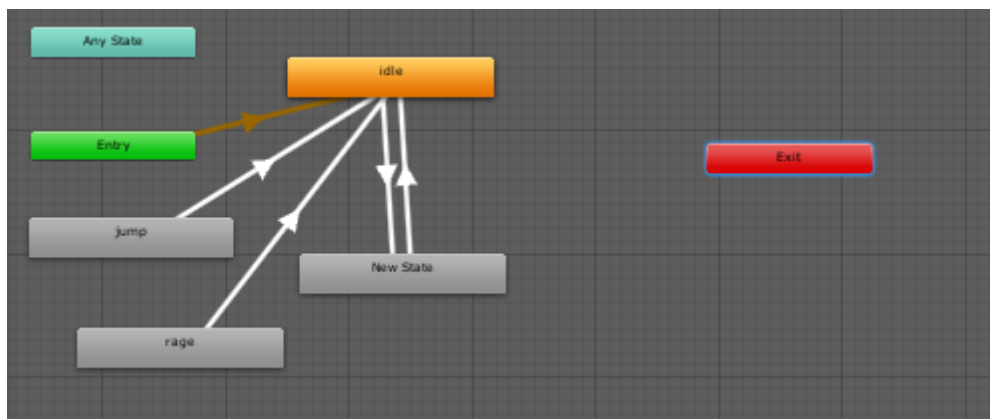 Any State
idle
Entry
Exit
jump
New State
rage